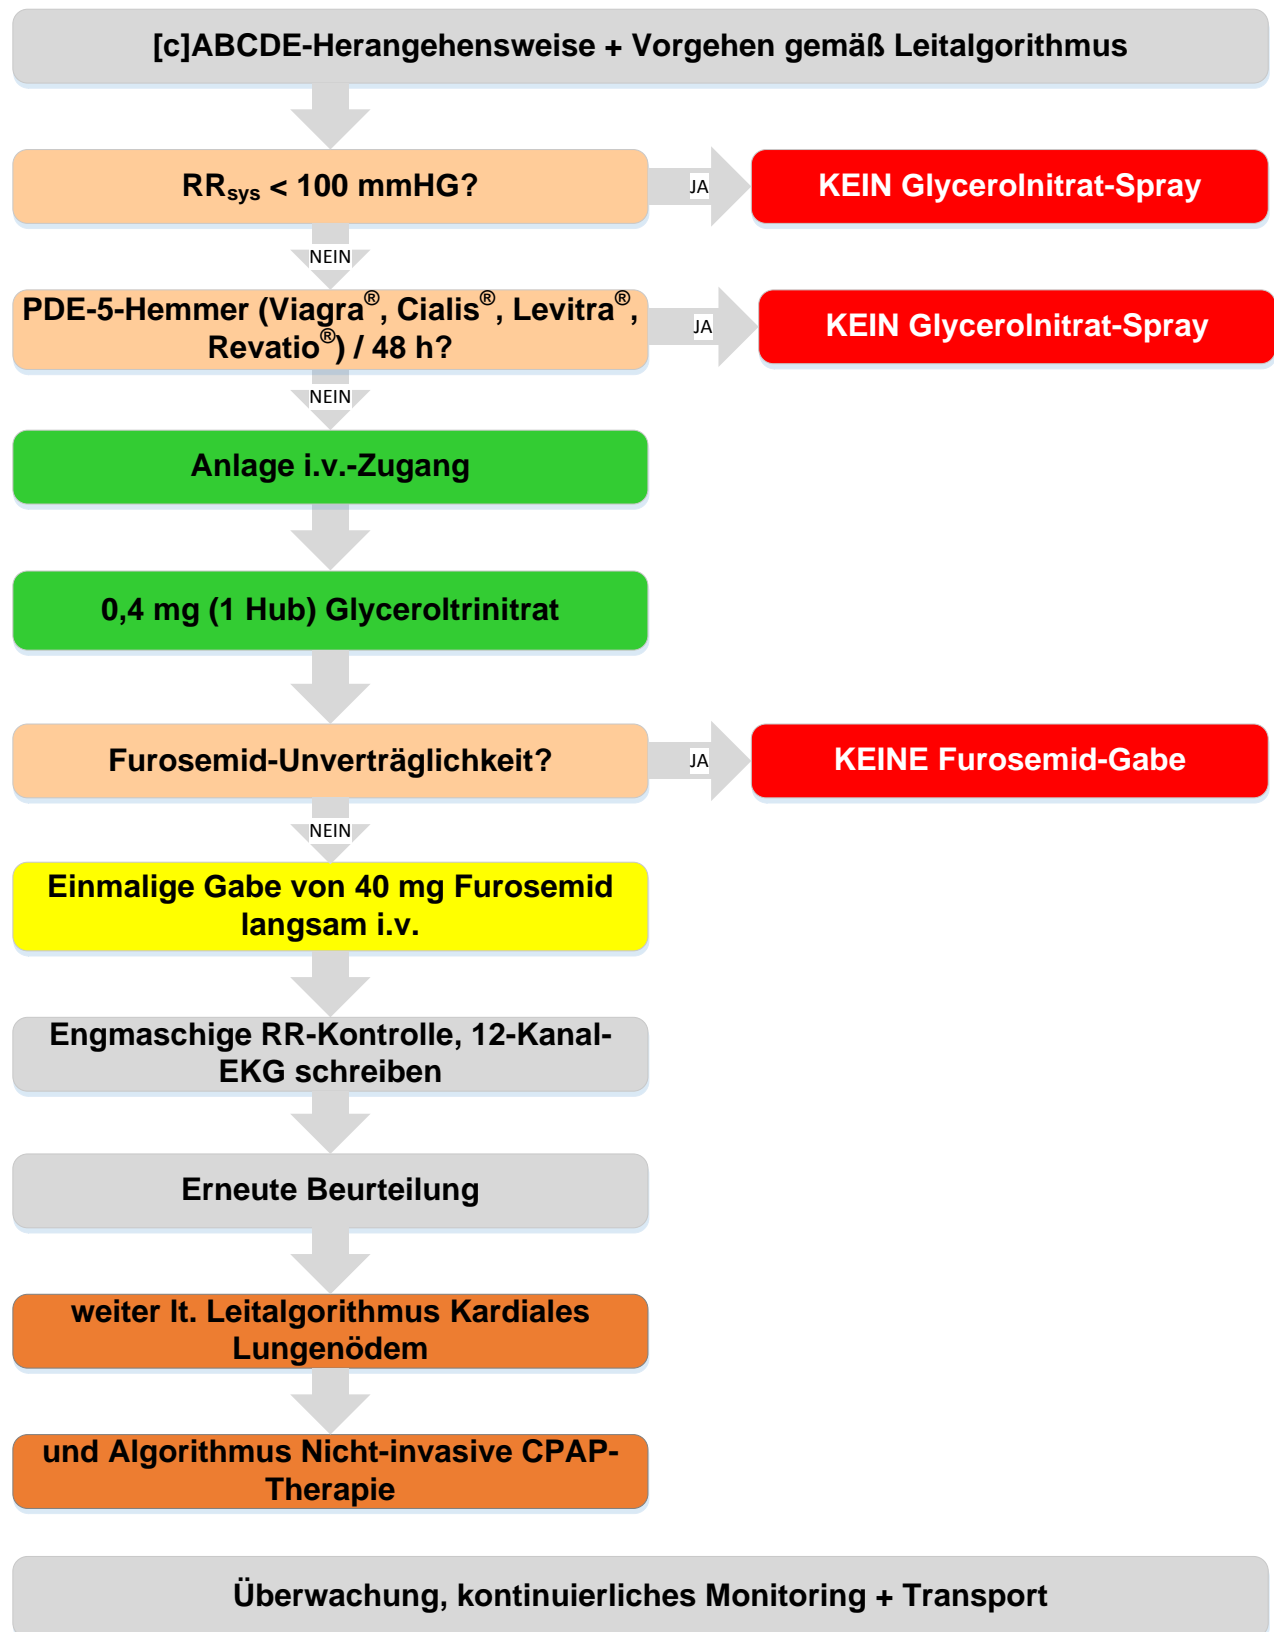 [c]ABCDE-Herangehensweise + Vorgehen gemäß Leitalgorithmus
RRsys < 100 mmHG?
JA
KEIN Glycerolnitrat-Spray
NEIN
PDE-5-Hemmer (Viagra®, Cialis®, Levitra®,
Revatio®) / 48 h?
JA
KEIN Glycerolnitrat-Spray
NEIN
Anlage i.v.-Zugang
0,4 mg (1 Hub) Glyceroltrinitrat
Furosemid-Unverträglichkeit?
JA
KEINE Furosemid-Gabe
NEIN
Einmalige Gabe von 40 mg Furosemid
langsam i.v.
Engmaschige RR-Kontrolle, 12-Kanal-
EKG schreiben
Erneute Beurteilung
weiter lt. Leitalgorithmus Kardiales
Lungenödem
und Algorithmus Nicht-invasive CPAP-
Therapie
Überwachung, kontinuierliches Monitoring + Transport